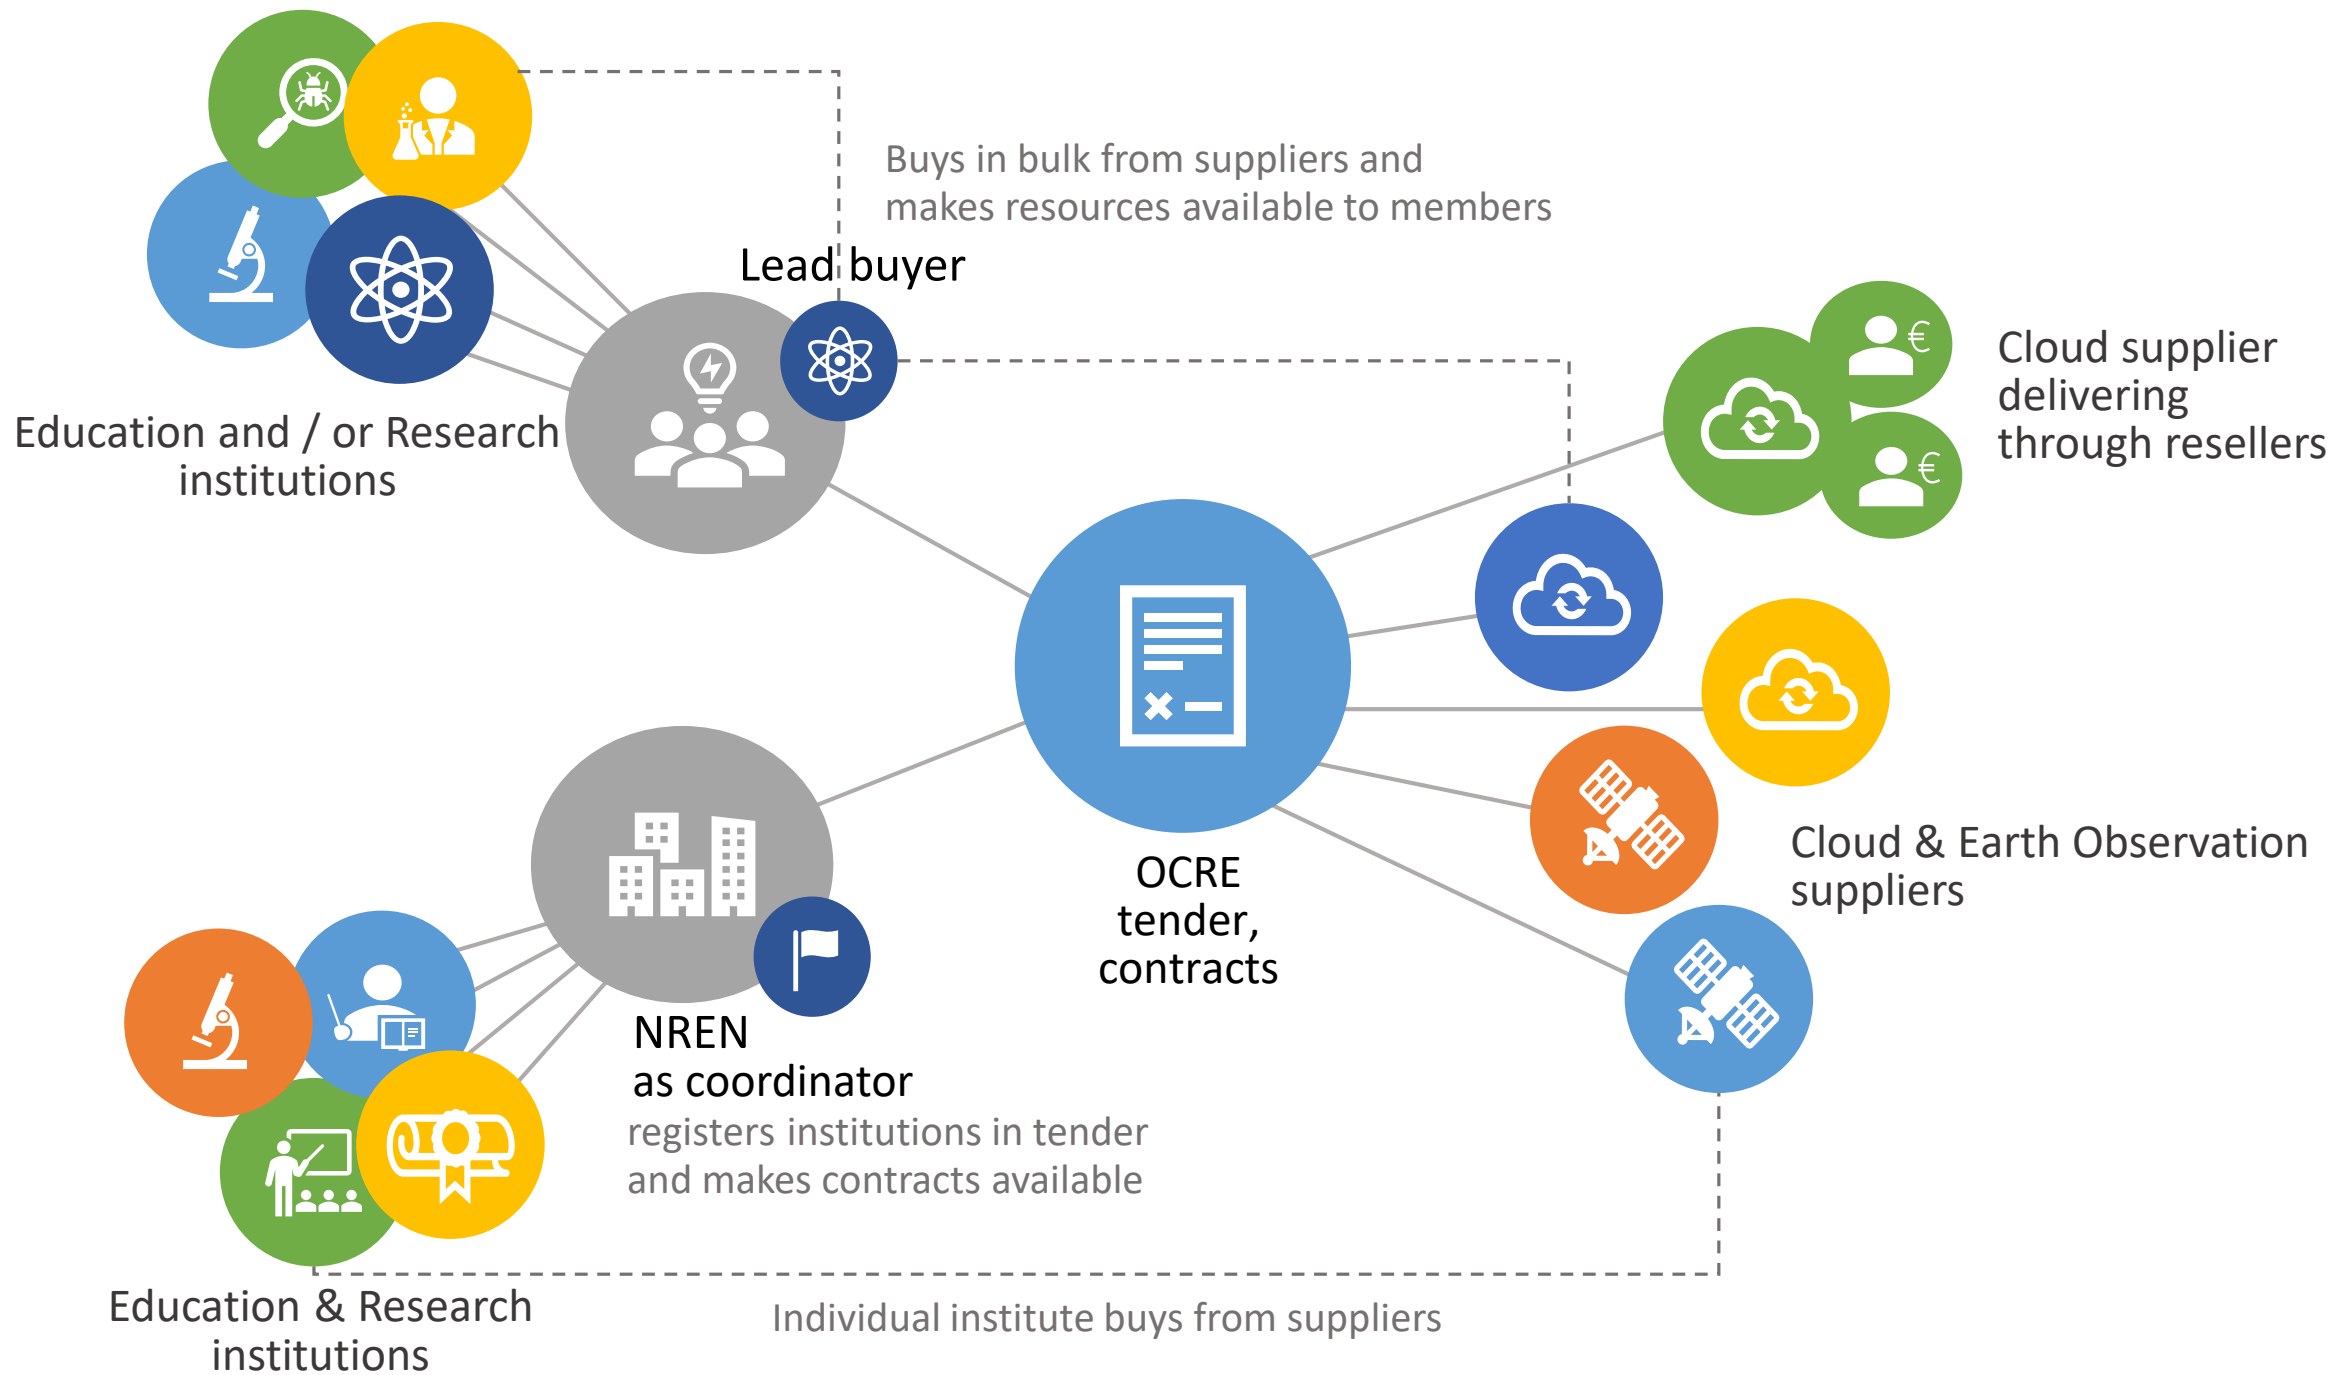 Buys in bulk from suppliers and
makes resources available to members
Lead buyer
€
€
Cloud supplier
delivering
through resellers
Education and / or Research
institutions
OCRE
tender,
contracts
Cloud & Earth Observation
suppliers
NREN
as coordinator
registers institutions in tender
and makes contracts available
Education & Research
institutions
Individual institute buys from suppliers